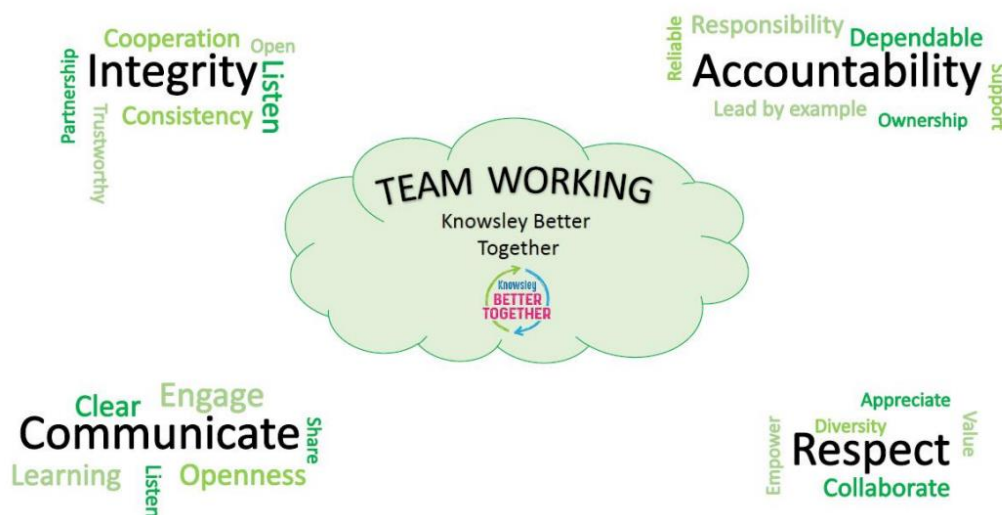 Cooperation
Open
Partnership
Integrity
Listen
Consistency
Trustworthy
Reliable
Responsibility
Dependable
Accountability
Support
Lead by example
Ownership
TEAM WORKING
Knowsley Better
Together
Knowsley
BETTER
TOGETHER
Clear
Engage
Communicate
Share
Learning
Listen
Openness
Appreciate
Empower
Diversity
Value
Respect
Collaborate